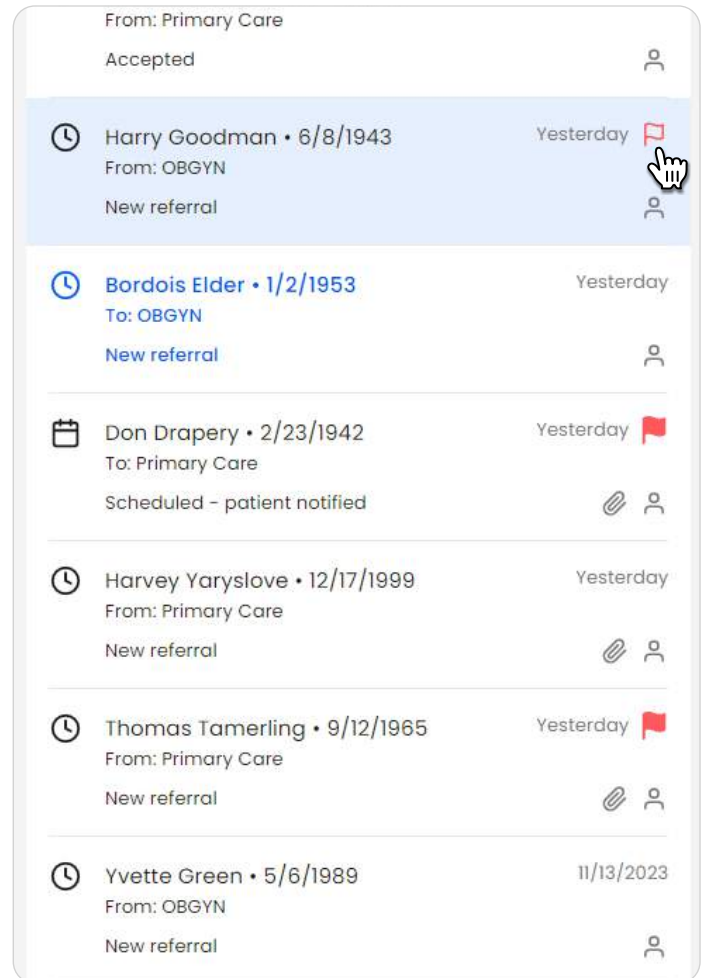 From: Primary Care
Accepted
Harry Goodman • 6/8/1943 Yesterday
From: OBGYN
New referral
Bordois Elder • 1/2/1953 Yesterday
To: OBGYN
New referral
Don Drapery • 2/23/1942 Yesterday
To: Primary Care
Scheduled - patient notified
Harvey Yaryslove • 12/17/1999 Yesterday
From: Primary Care
New referral
Thomas Tamerling • 9/12/1965 Yesterday
From: Primary Care
New referral
Yvette Green • 5/6/1989 11/13/2023
From: OBGYN
New referral